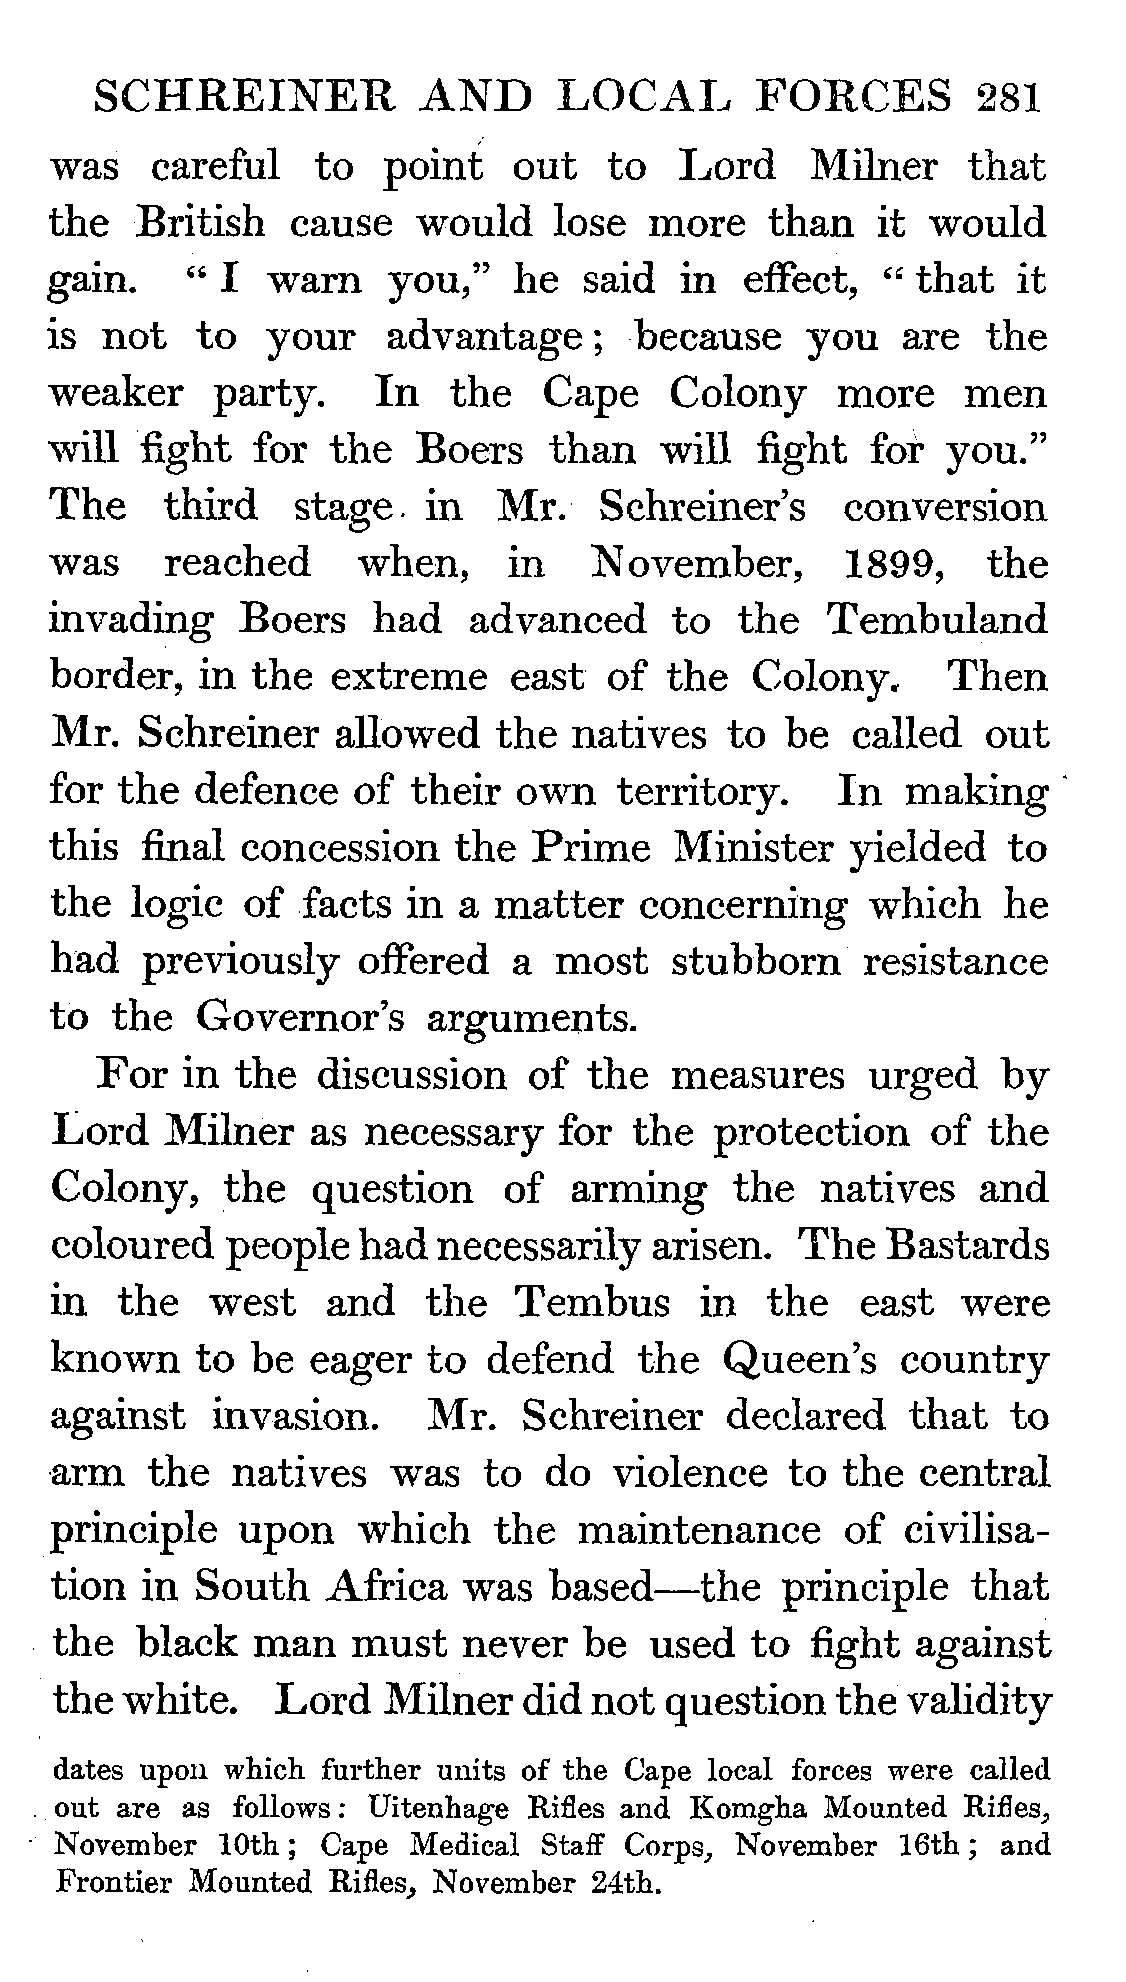 SCHREINER AND LOCAL FORCES 281
was careful to point out to Lord Milner that
the British cause would lose more than it would
gain. “ I warn you,” he said in effect, “ that it
is not to your advantage ; because you are the
weaker party. In the Cape Colony more men
will fight for the Boers than will fight for you.”
The third stage in Mr. Schreiner’s conversion
was reached when, in November, 1899, the
invading Boers had advanced to the Tembuland
border, in the extreme east of the Colony. Then
Mr. Schreiner allowed the natives to be called out
for the defence of their own territory. In making
this final concession the Prime Minister yielded to
the logic of facts in a matter concerning which he
had previously offered a most stubborn resistance
to the Governor’s arguments.
For in the discussion of the measures urged by
Lord Milner as necessary for the protection of the
Colony, the question of arming the natives and
coloured people had necessarily arisen. The Bastards
in the west and the Tembus in the east were
known to be eager to defend the Queen’s country
against invasion. Mr. Schreiner declared that to
arm the natives was to do violence to the central
principle upon which the maintenance of civilisa-
tion in South Africa was based—the principle that
the black man must never be used to fight against
the white. Lord Milner did not question the validity
dates upon which further units of the Cape local forces were called
out are as follows : Uitenhage Rifles and Komgha Mounted Rifles,
November 10th ; Cape Medical Staff Corps, November 16th ; and
Frontier Mounted Rifles, November 24th.